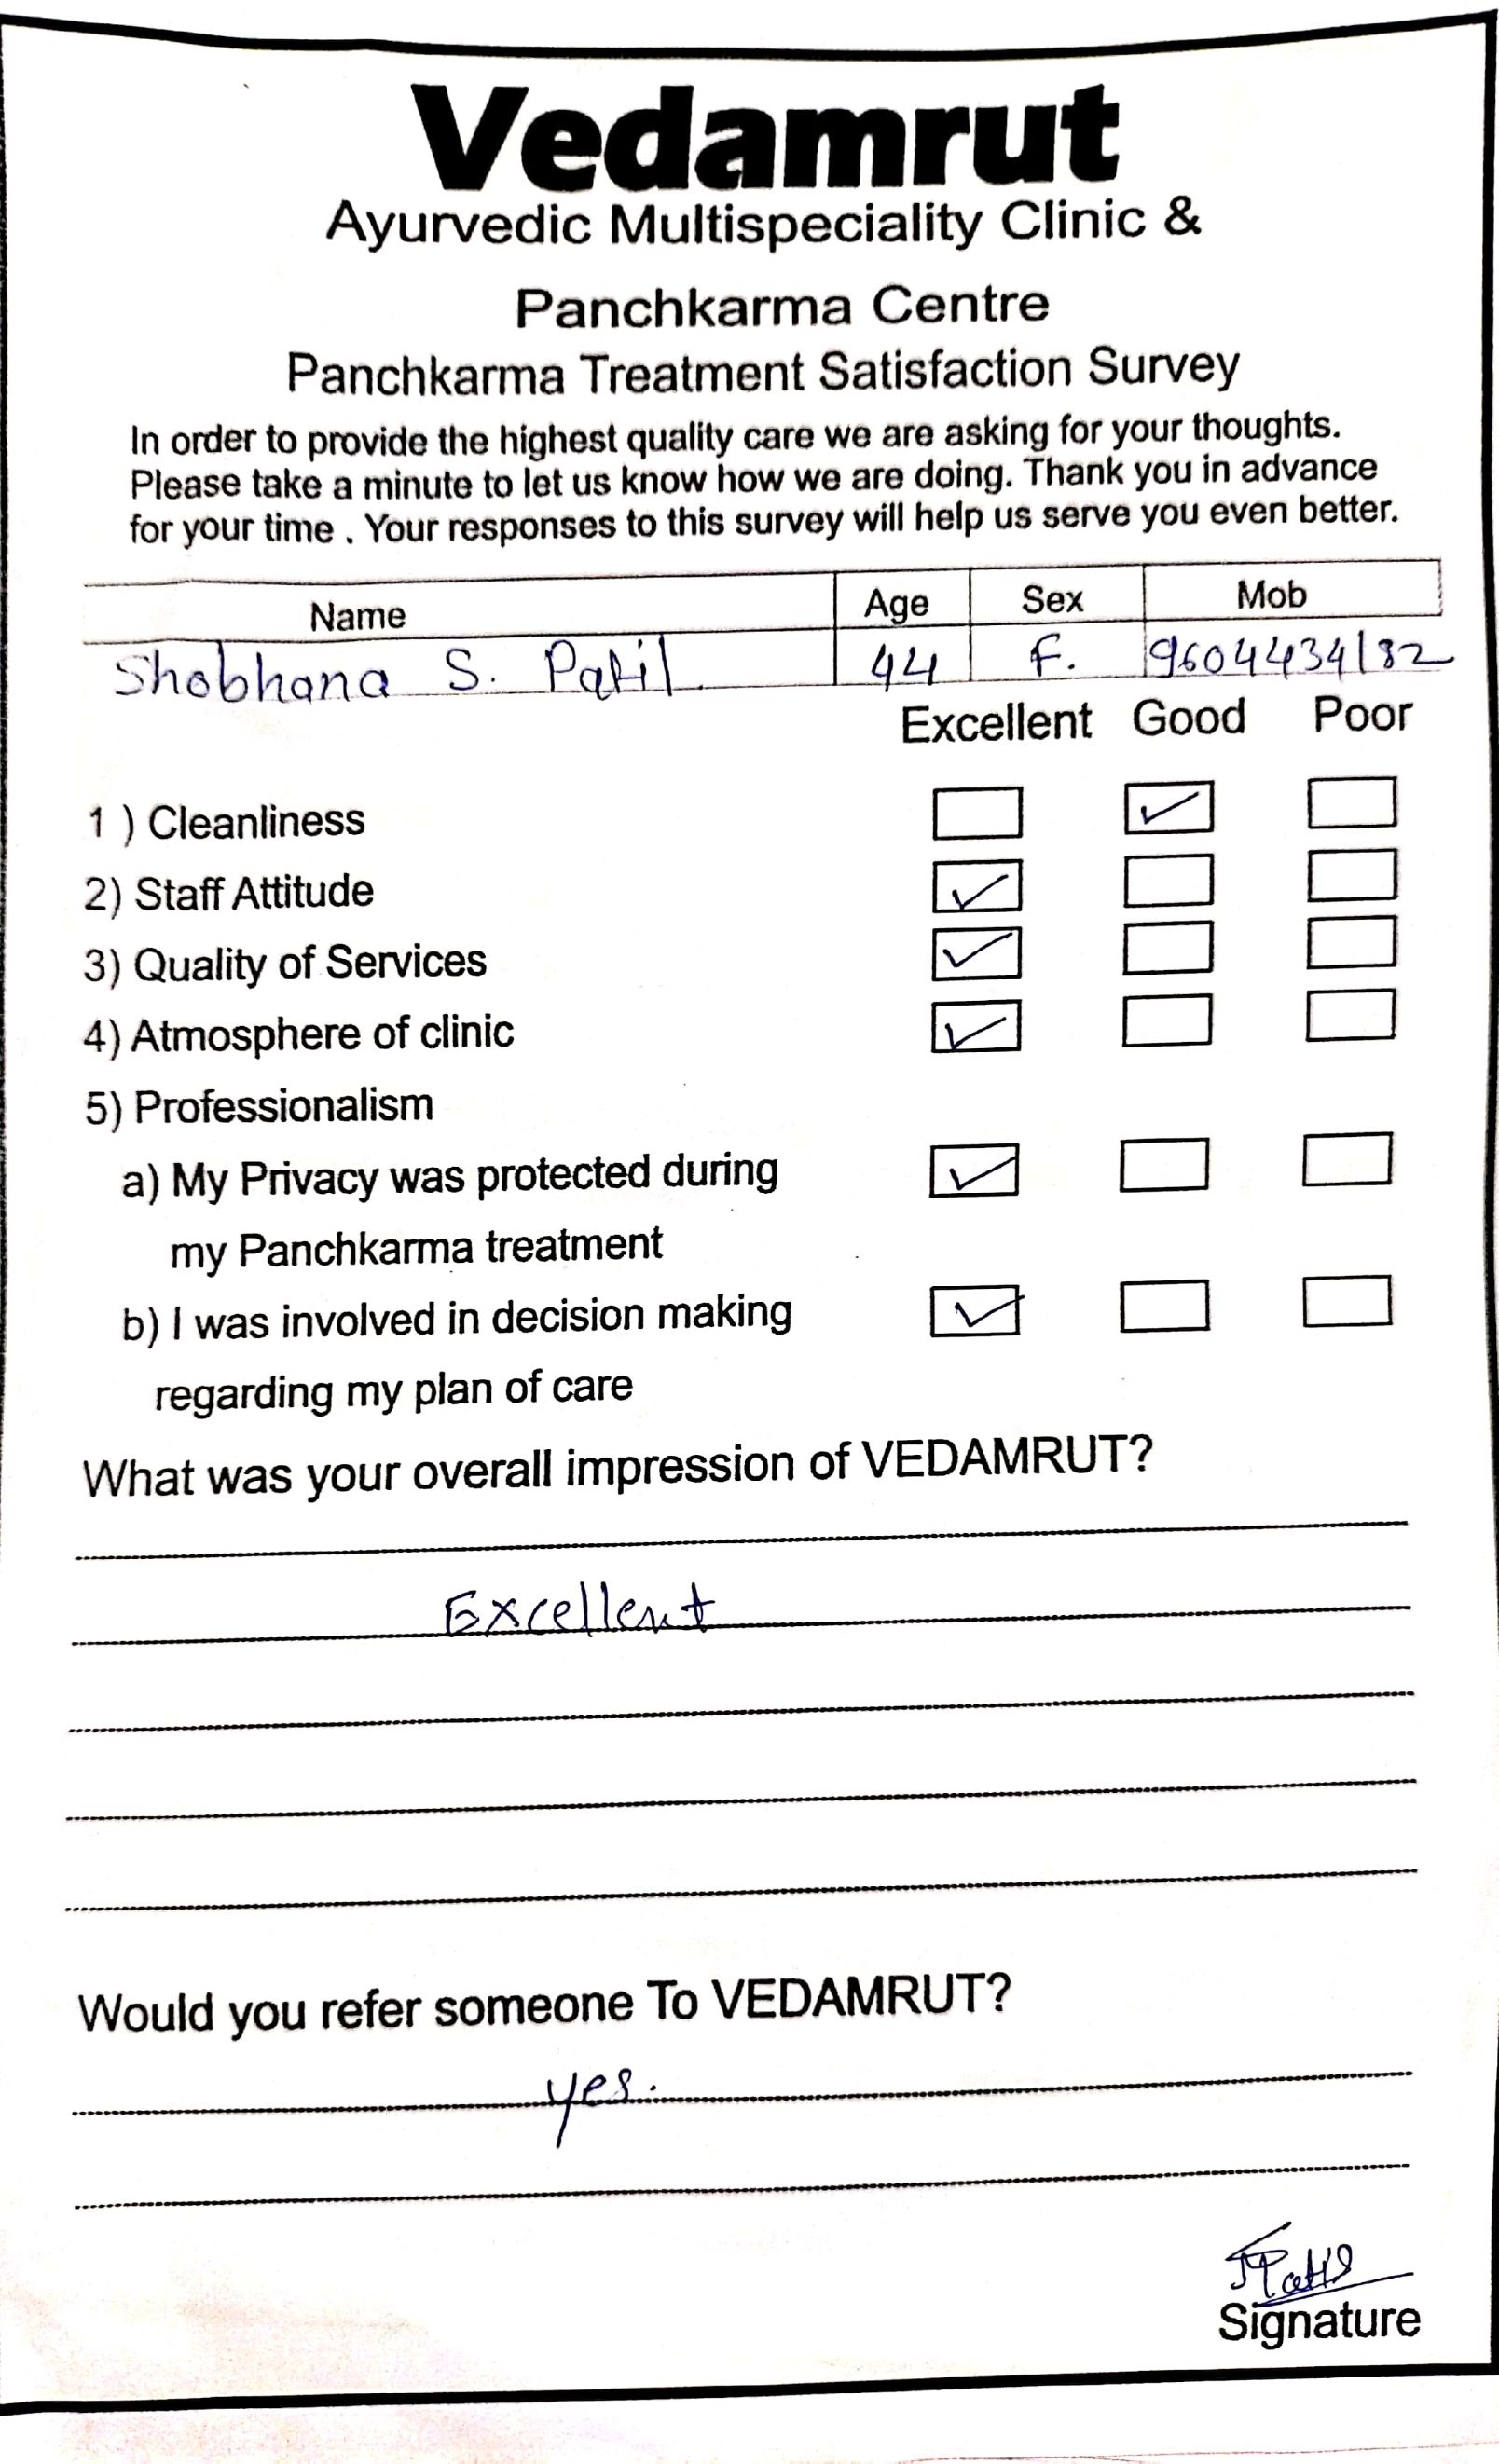 Vedamrut
Ayurvedic Multispeciality Clinic &
Panchkarma Centre
Panchkarma Treatment Satisfaction Survey
In order to provide the highest quality care we are asking for your thoughts.
Please take a minute to let us know how we are doing. Thank you in advance
for your time . Your responses to this survey will help us serve you even better.
Name Age Sex Mob
Shobhana S. Patil. 44 F. 9604434182
Excellent Good Poor
1 ) Cleanliness ✓
2) Staff Attitude ✓
3) Quality of Services ✓
4) Atmosphere of clinic ✓
5) Professionalism
a) My Privacy was protected during ✓
my Panchkarma treatment
b) I was involved in decision making ✓
regarding my plan of care
What was your overall impression of VEDAMRUT?
Excellent
Would you refer someone To VEDAMRUT?
yes.
Signature